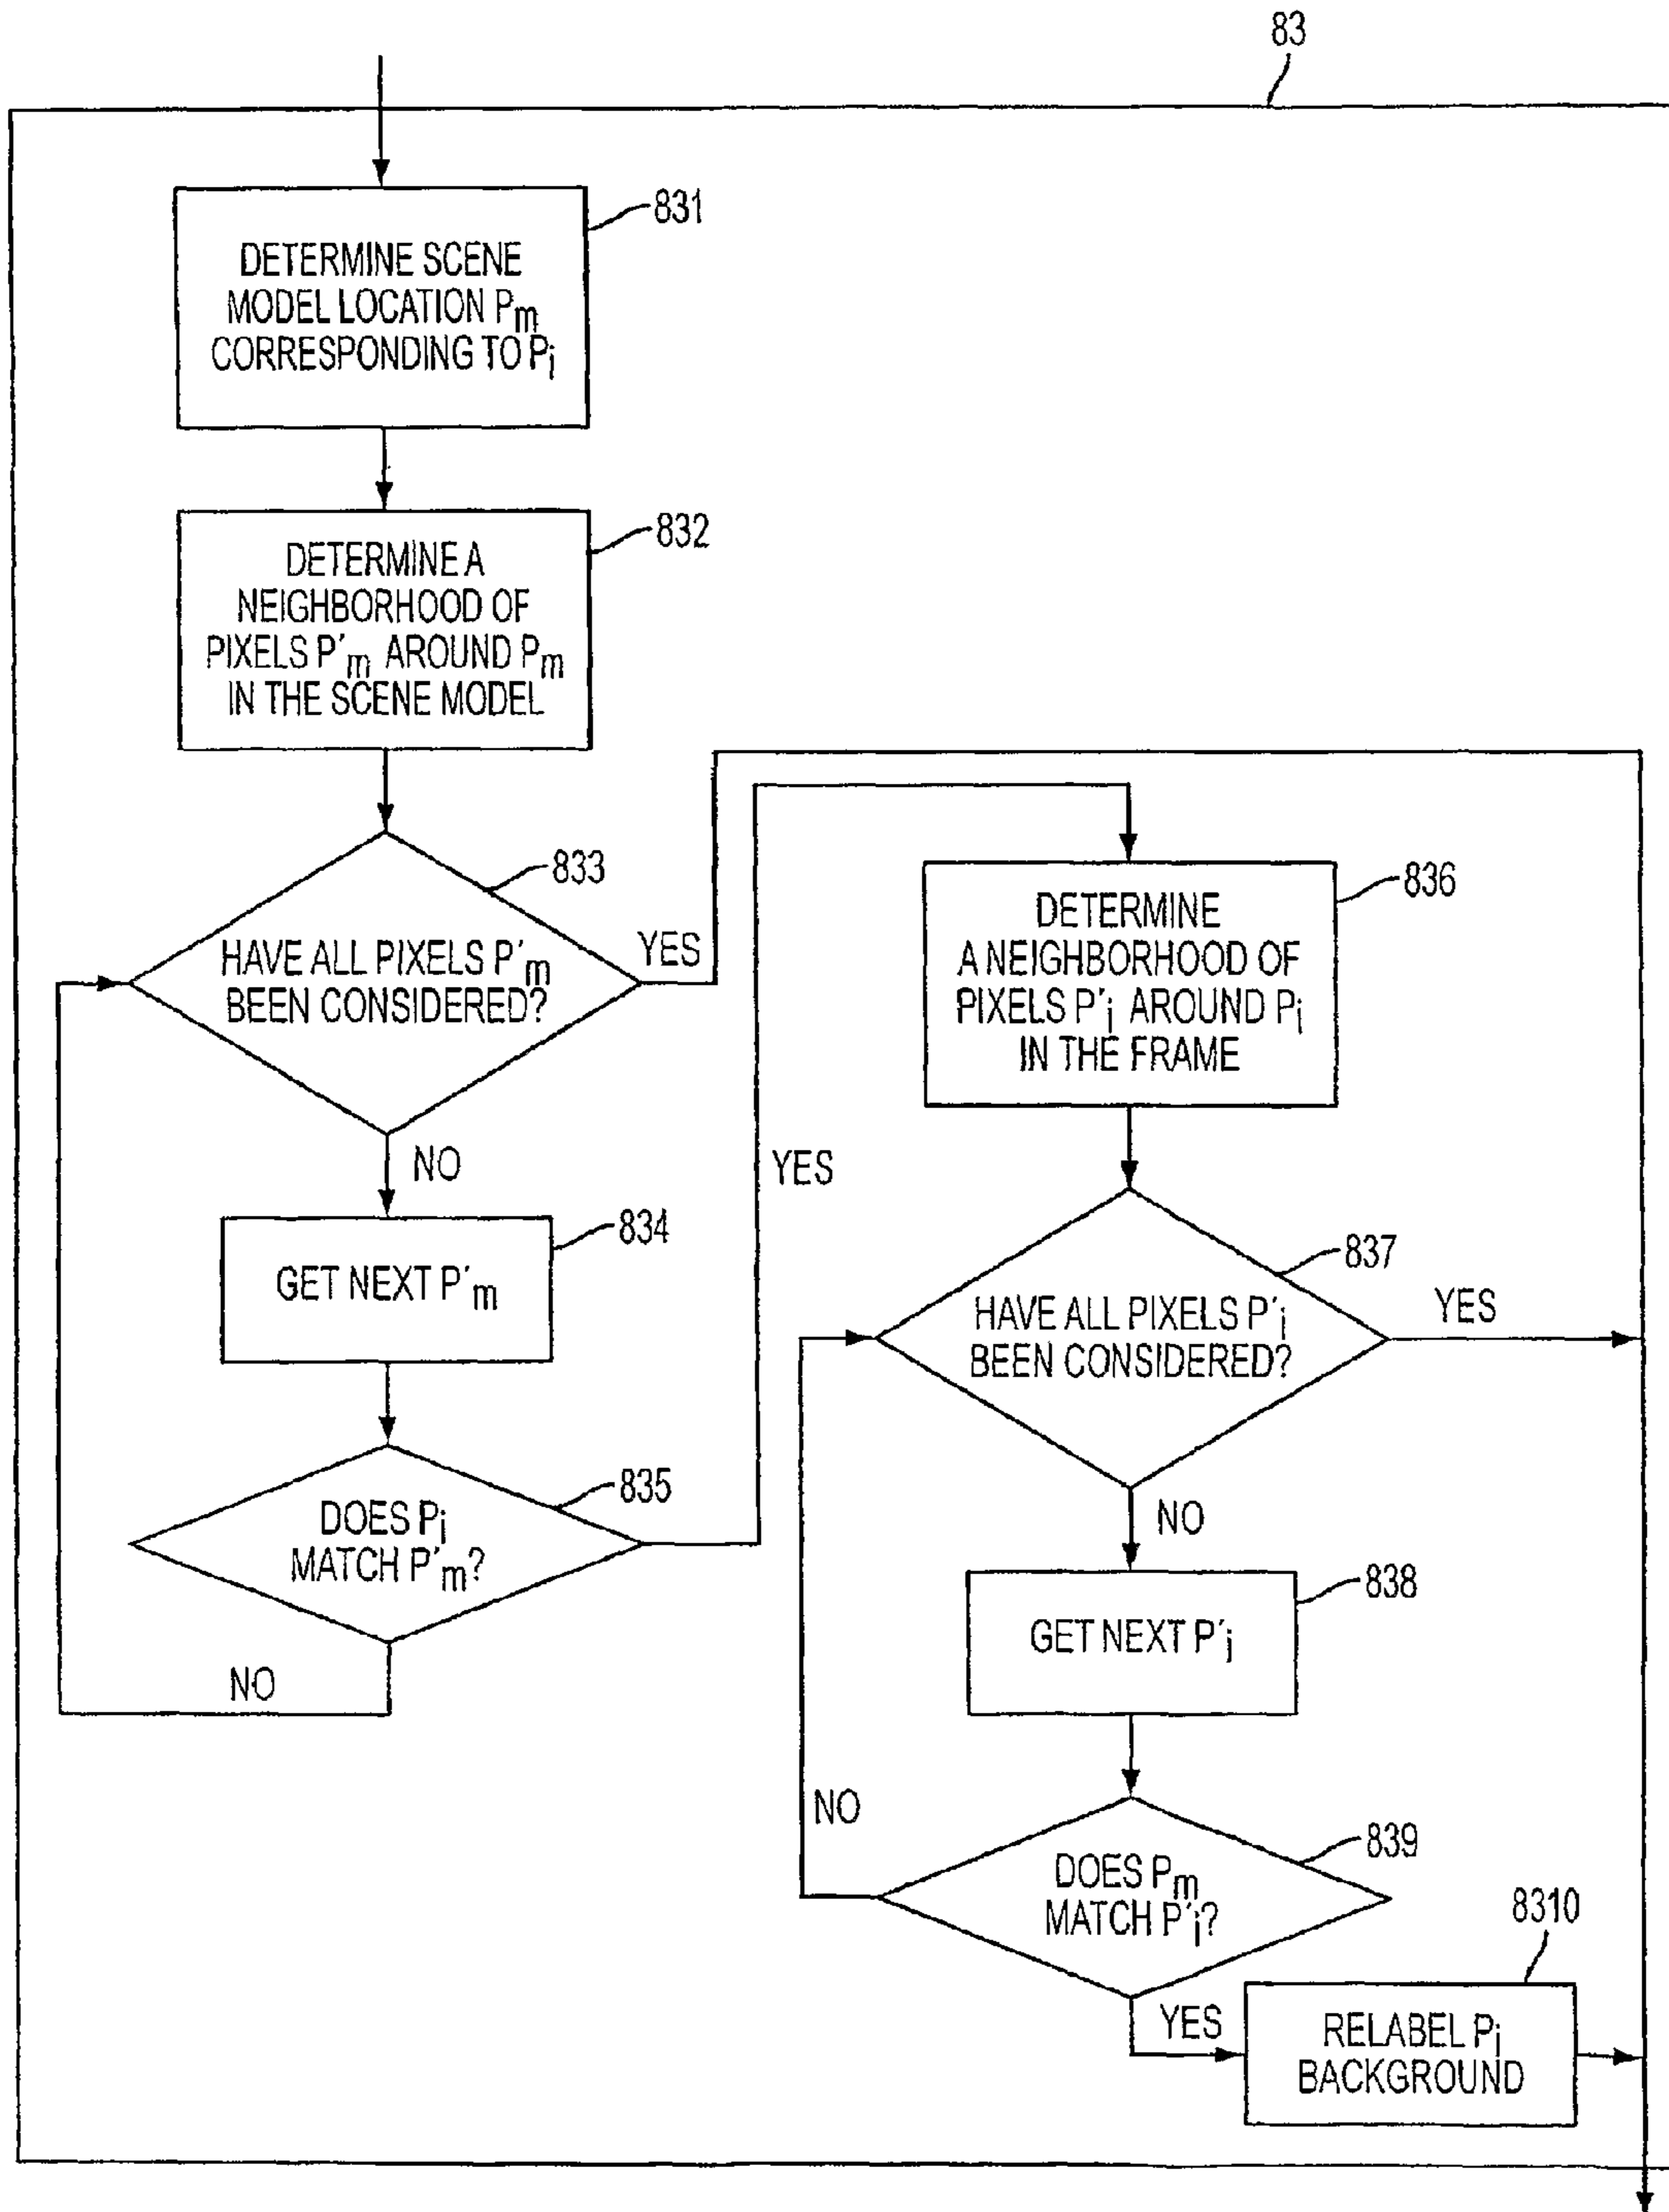 83
831
DETERMINE SCENE
MODEL LOCATION Pm
CORRESPONDING TO Pi
832
DETERMINE A
NEIGHBORHOOD OF
PIXELS P'm AROUND Pm
IN THE SCENE MODEL
833
HAVE ALL PIXELS P'm
BEEN CONSIDERED?
YES
NO
834
GET NEXT P'm
835
DOES Pi
MATCH P'm?
NO
YES
836
DETERMINE
A NEIGHBORHOOD OF
PIXELS P'i AROUND Pi
IN THE FRAME
837
HAVE ALL PIXELS P'i
BEEN CONSIDERED?
YES
NO
838
GET NEXT P'i
839
DOES Pm
MATCH P'i?
NO
YES
8310
RELABEL Pi
BACKGROUND